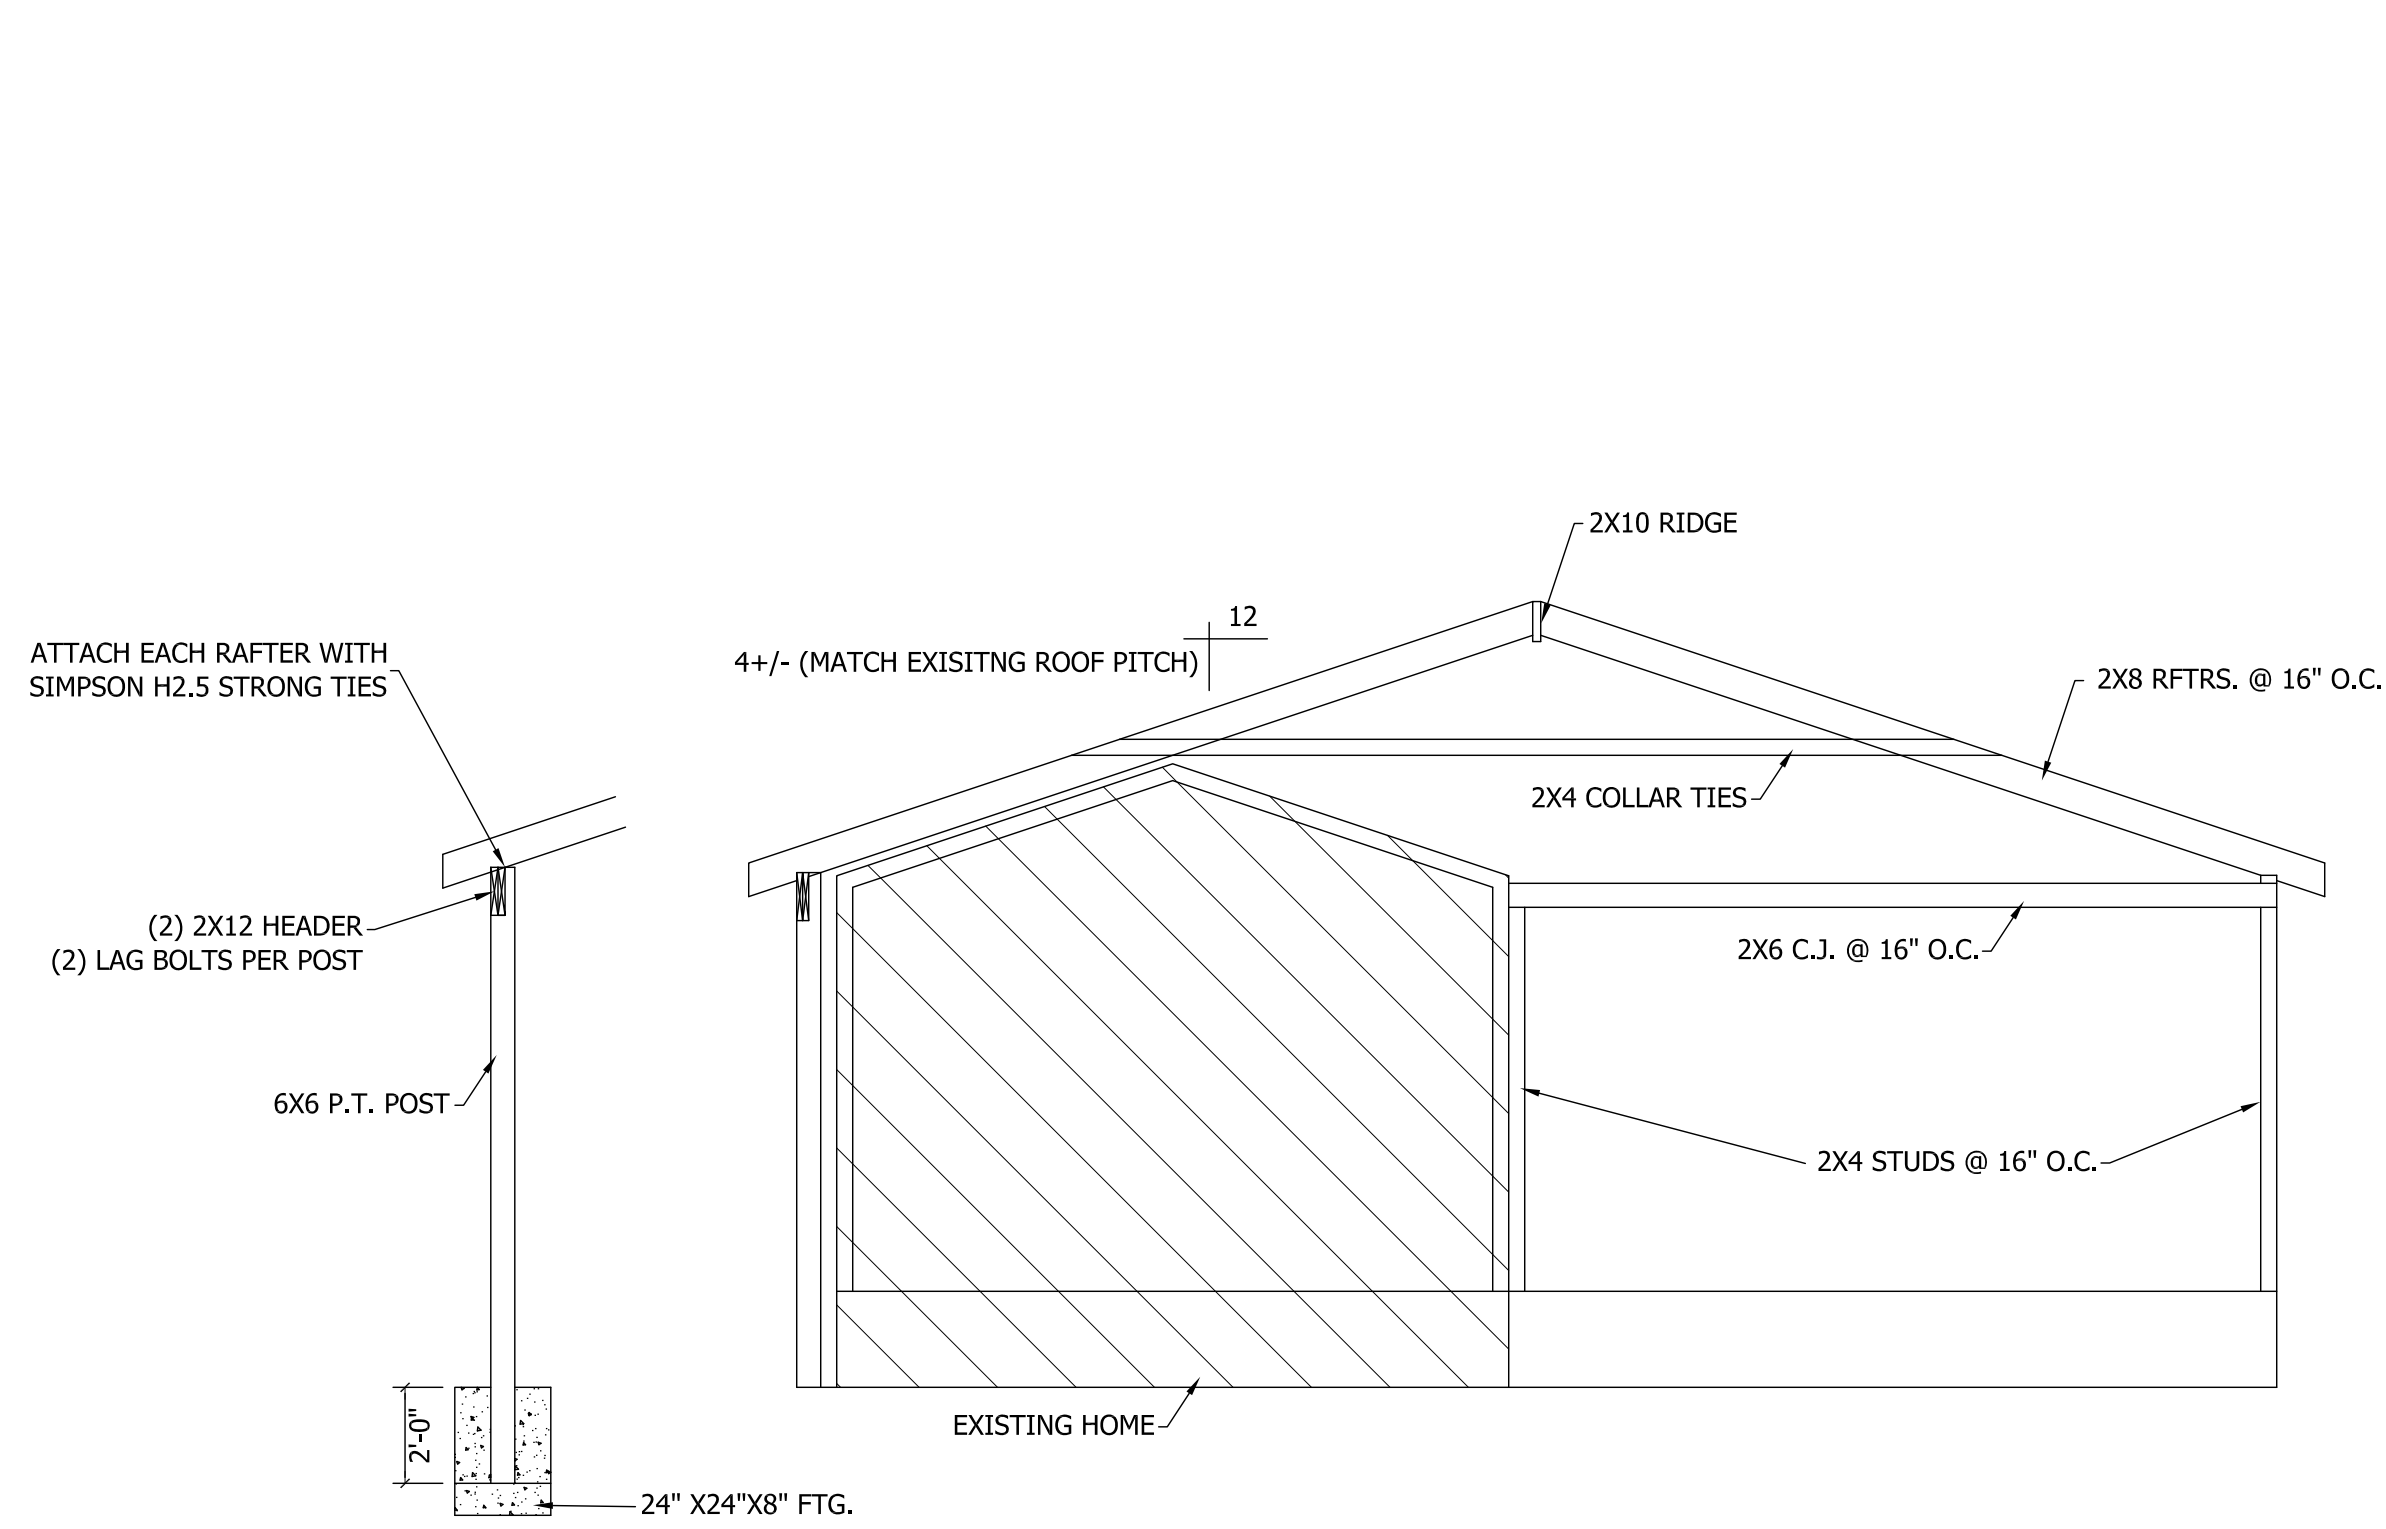 2X10 RIDGE
12
4+/- (MATCH EXISITNG ROOF PITCH)
ATTACH EACH RAFTER WITH
SIMPSON H2.5 STRONG TIES
2X8 RFTRS. @ 16" O.C.
2X4 COLLAR TIES
(2) 2X12 HEADER
(2) LAG BOLTS PER POST
2X6 C.J. @ 16" O.C.
6X6 P.T. POST
2X4 STUDS @ 16" O.C.
2'-0"
EXISTING HOME
24" X24"X8" FTG.